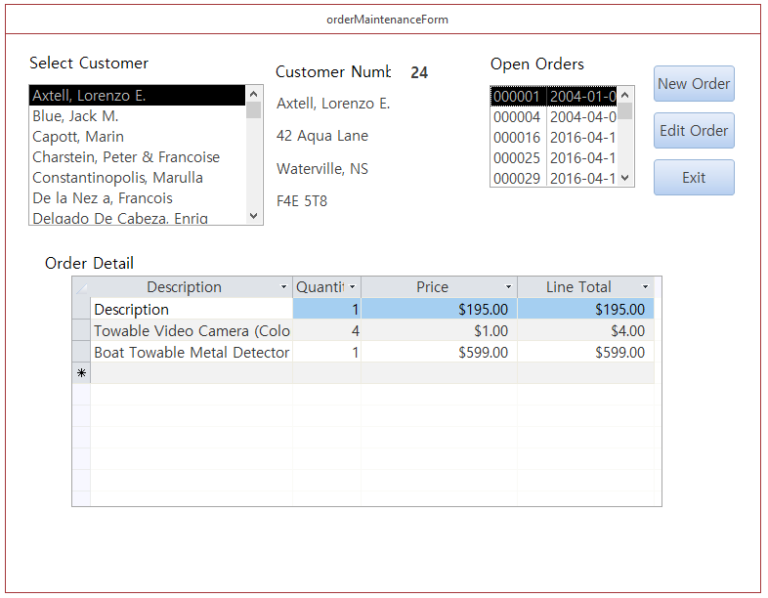 orderMaintenanceForm
Select Customer
Axtell, Lorenzo E.
Blue, Jack M.
Capott, Marin
Charstein, Peter & Francoise
Constantinopolis, Marulla
De la Nez a, Francois
Delgado De Cabeza, Enriq
Customer Numb 24
Axtell, Lorenzo E.
42 Aqua Lane
Waterville, NS
F4E 5T8
Open Orders
000001 2004-01-0
000004 2004-04-0
000016 2016-04-1
000025 2016-04-1
000029 2016-04-1
New Order
Edit Order
Exit
Order Detail
Description Quantit Price Line Total
Description 1 $195.00 $195.00
Towable Video Camera (Colo 4 $1.00 $4.00
Boat Towable Metal Detector 1 $599.00 $599.00
*